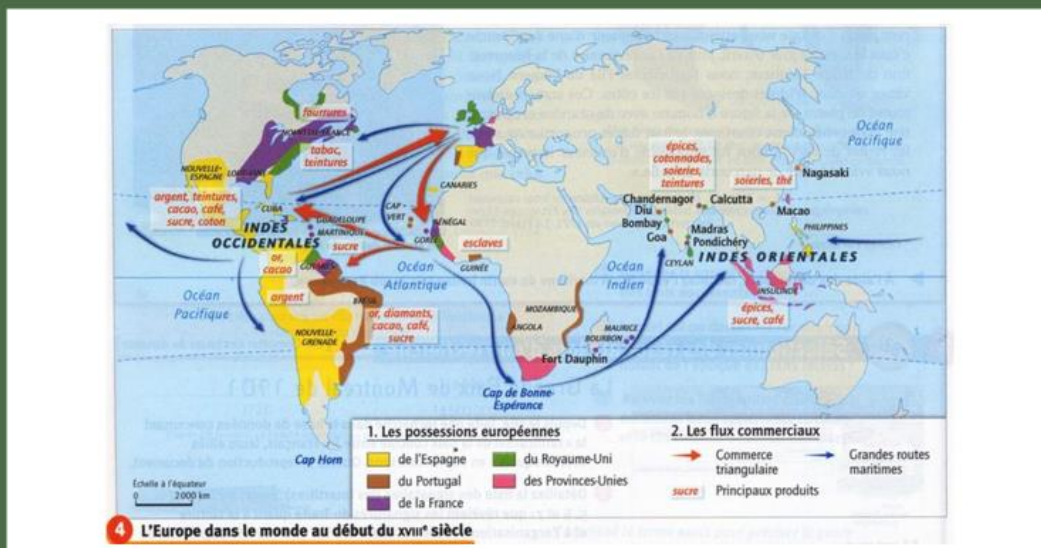 fourrures
NOUVELLE-FRANCE
tabac,
teintures
NOUVELLE-
ESPAGNE
LOUISIANE
argent, teintures,
cacao, café,
sucre, coton
CUBA
GUADELOUPE
MARTINIQUE
INDES
OCCIDENTALES
sucre
or,
cacao
GUYANES
argent
BRÉSIL
or, diamants,
cacao, café,
sucre
NOUVELLE-
GRENADE
Océan
Pacifique
Cap Horn
Océan
Atlantique
CANARIES
CAP
VERT
SÉNÉGAL
GORÉE
esclaves
GUINÉE
ANGOLA
MOZAMBIQUE
MAURICE
BOURBON
Fort Dauphin
Cap de Bonne-
Espérance
Océan
Indien
épices,
cotonnades,
soieries,
teintures
Chandernagor
Calcutta
Diu
Bombay
Goa
Madras
Pondichéry
CEYLAN
soieries, thé
Nagasaki
Macao
PHILIPPINES
INDES ORIENTALES
INSULINDE
épices,
sucre, café
Océan
Pacifique
Échelle à l'équateur
0 2 000 km
1. Les possessions européennes
de l'Espagne
du Portugal
de la France
du Royaume-Uni
des Provinces-Unies
2. Les flux commerciaux
Commerce
triangulaire
sucre Principaux produits
Grandes routes
maritimes
4 L'Europe dans le monde au début du XVIIIe siècle